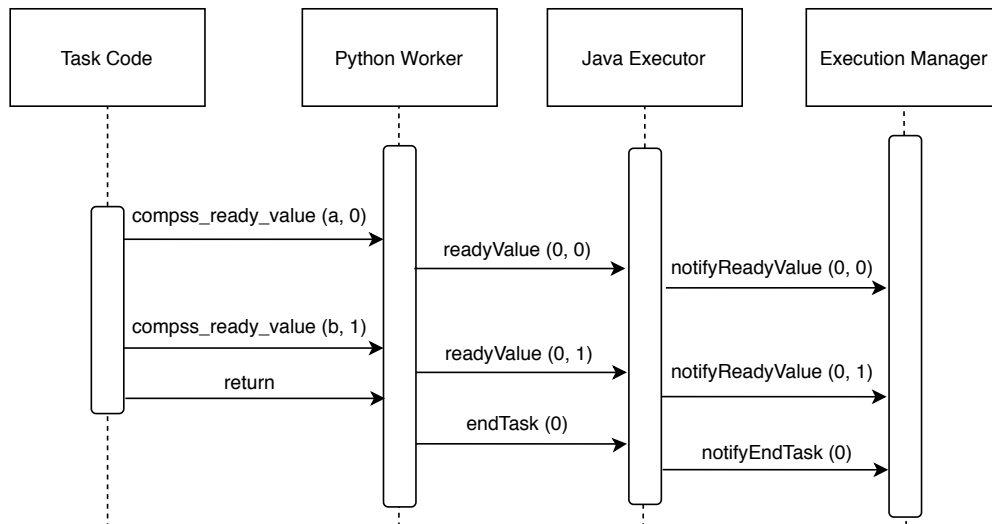 Task Code
Python Worker
Java Executor
Execution Manager
compss_ready_value (a, 0)
readyValue (0, 0)
notifyReadyValue (0, 0)
compss_ready_value (b, 1)
readyValue (0, 1)
notifyReadyValue (0, 1)
return
endTask (0)
notifyEndTask (0)